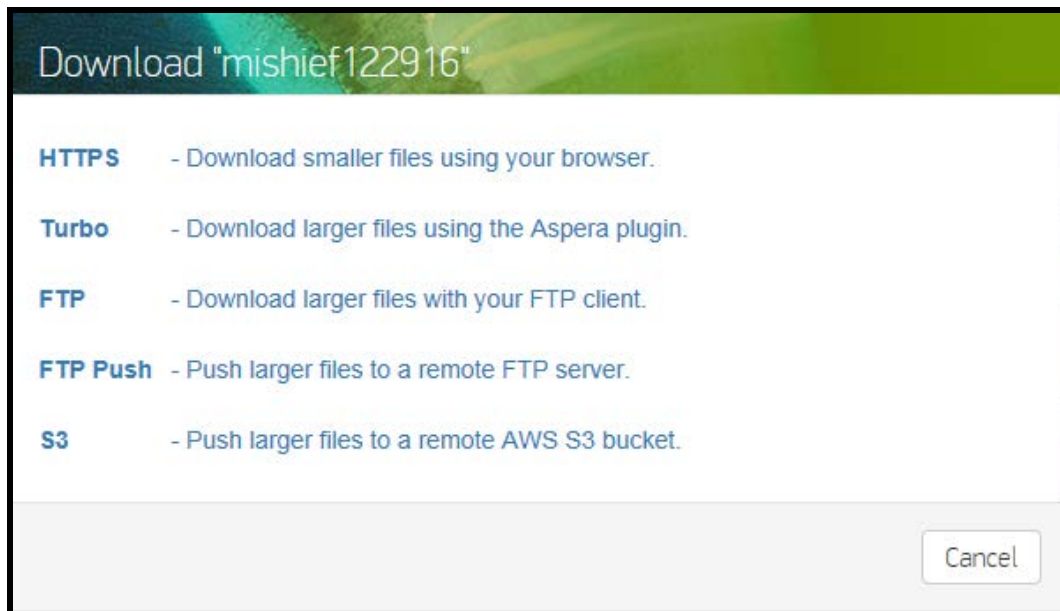 Download "mishief122916"
HTTPS - Download smaller files using your browser.
Turbo - Download larger files using the Aspera plugin.
FTP - Download larger files with your FTP client.
FTP Push - Push larger files to a remote FTP server.
S3 - Push larger files to a remote AWS S3 bucket.
Cancel